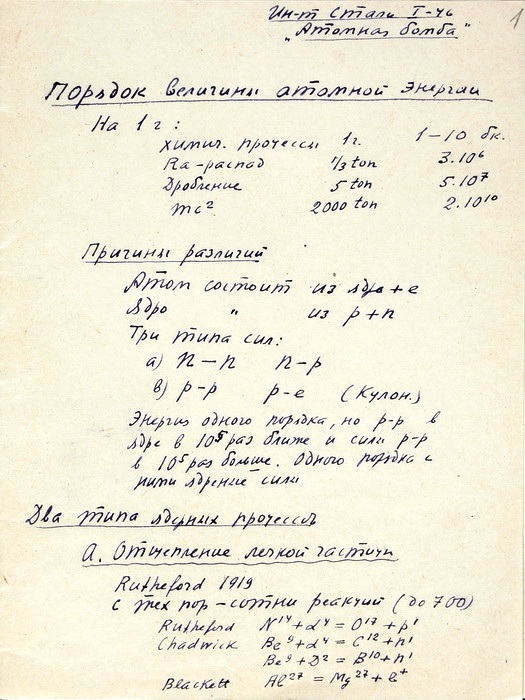 Ин-т Стали I-46
„Атомная бомба"
1
Порядок величины атомной энергии
На 1 г:
химич. процессы 1 г. 1-10 бк.
Ra-распад 1/3 ton 3.10⁶
Дробление 5 ton 5.10⁷
mc² 2000 ton 2.10¹⁰
Причины различий
Атом состоит из ядра + e
Ядро " из p + n
Три типа сил:
а) n — n n - p
в) p - p p - e (Кулон.)
Энергия одного порядка, но p-p в
ядре в 10⁵ раз ближе и сила p-p
в 10⁵ раз больше. Одного порядка с
ними ядерные силы
Два типа ядерных процессов
А. Отщепление легкой частицы
Rutheford 1919
С тех пор - сотни реакций (до 700)
Rutheford N¹⁴ + α⁴ = O¹⁷ + p¹
Chadwick Be⁹ + α⁴ = C¹² + n¹
Be⁹ + D² = B¹⁰ + n¹
Blackett Al²⁷ = Mg²⁷ + e⁺